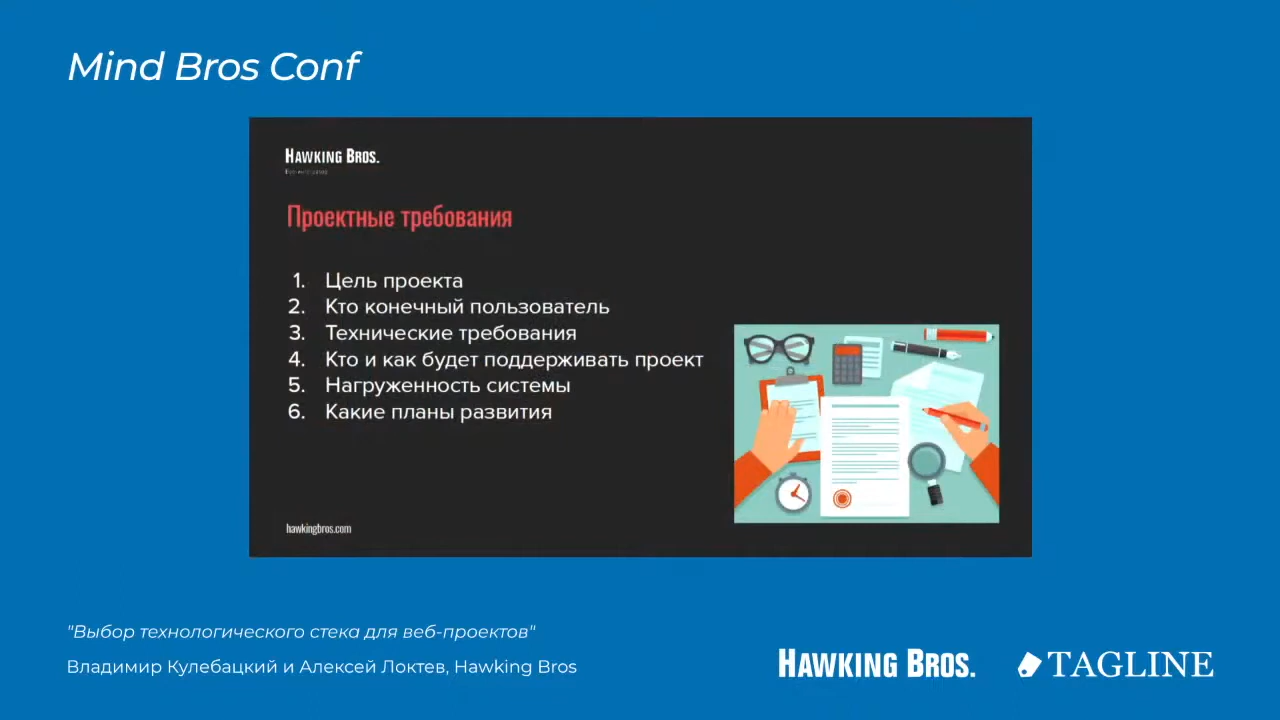 Mind Bros Conf
HAWKING BROS.
Проектные требования
1. Цель проекта
2. Кто конечный пользователь
3. Технические требования
4. Кто и как будет поддерживать проект
5. Нагруженность системы
6. Какие планы развития
hawkingbros.com
"Выбор технологического стека для веб-проектов"
Владимир Кулебацкий и Алексей Локтев, Hawking Bros
HAWKING BROS.
TAGLINE